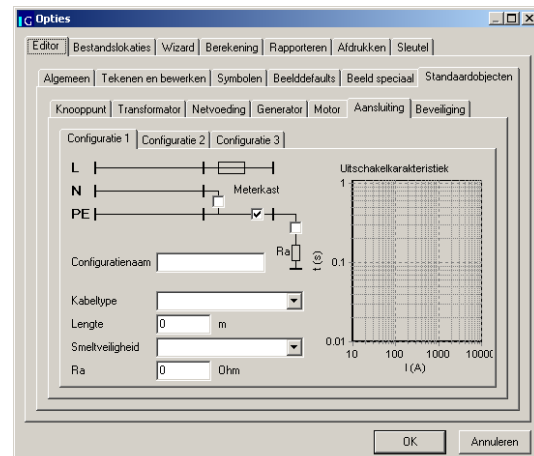 Opties
Editor Bestandslokaties Wizard Berekening Rapporteren Afdrukken Sleutel
Algemeen Tekenen en bewerken Symbolen Beelddefaults Beeld speciaal Standaardobjecten
Knooppunt Transformator Netvoeding Generator Motor Aansluiting Beveiliging
Configuratie 1 Configuratie 2 Configuratie 3
L
N
Meterkast
PE
Ra
Configuratienaam
Kabeltype
Lengte 0 m
Smeltveiligheid
Ra 0 Ohm
Uitschakelkarakteristiek
1
0.1
0.01
t (s)
10 100 1000 10000
I (A)
OK Annuleren